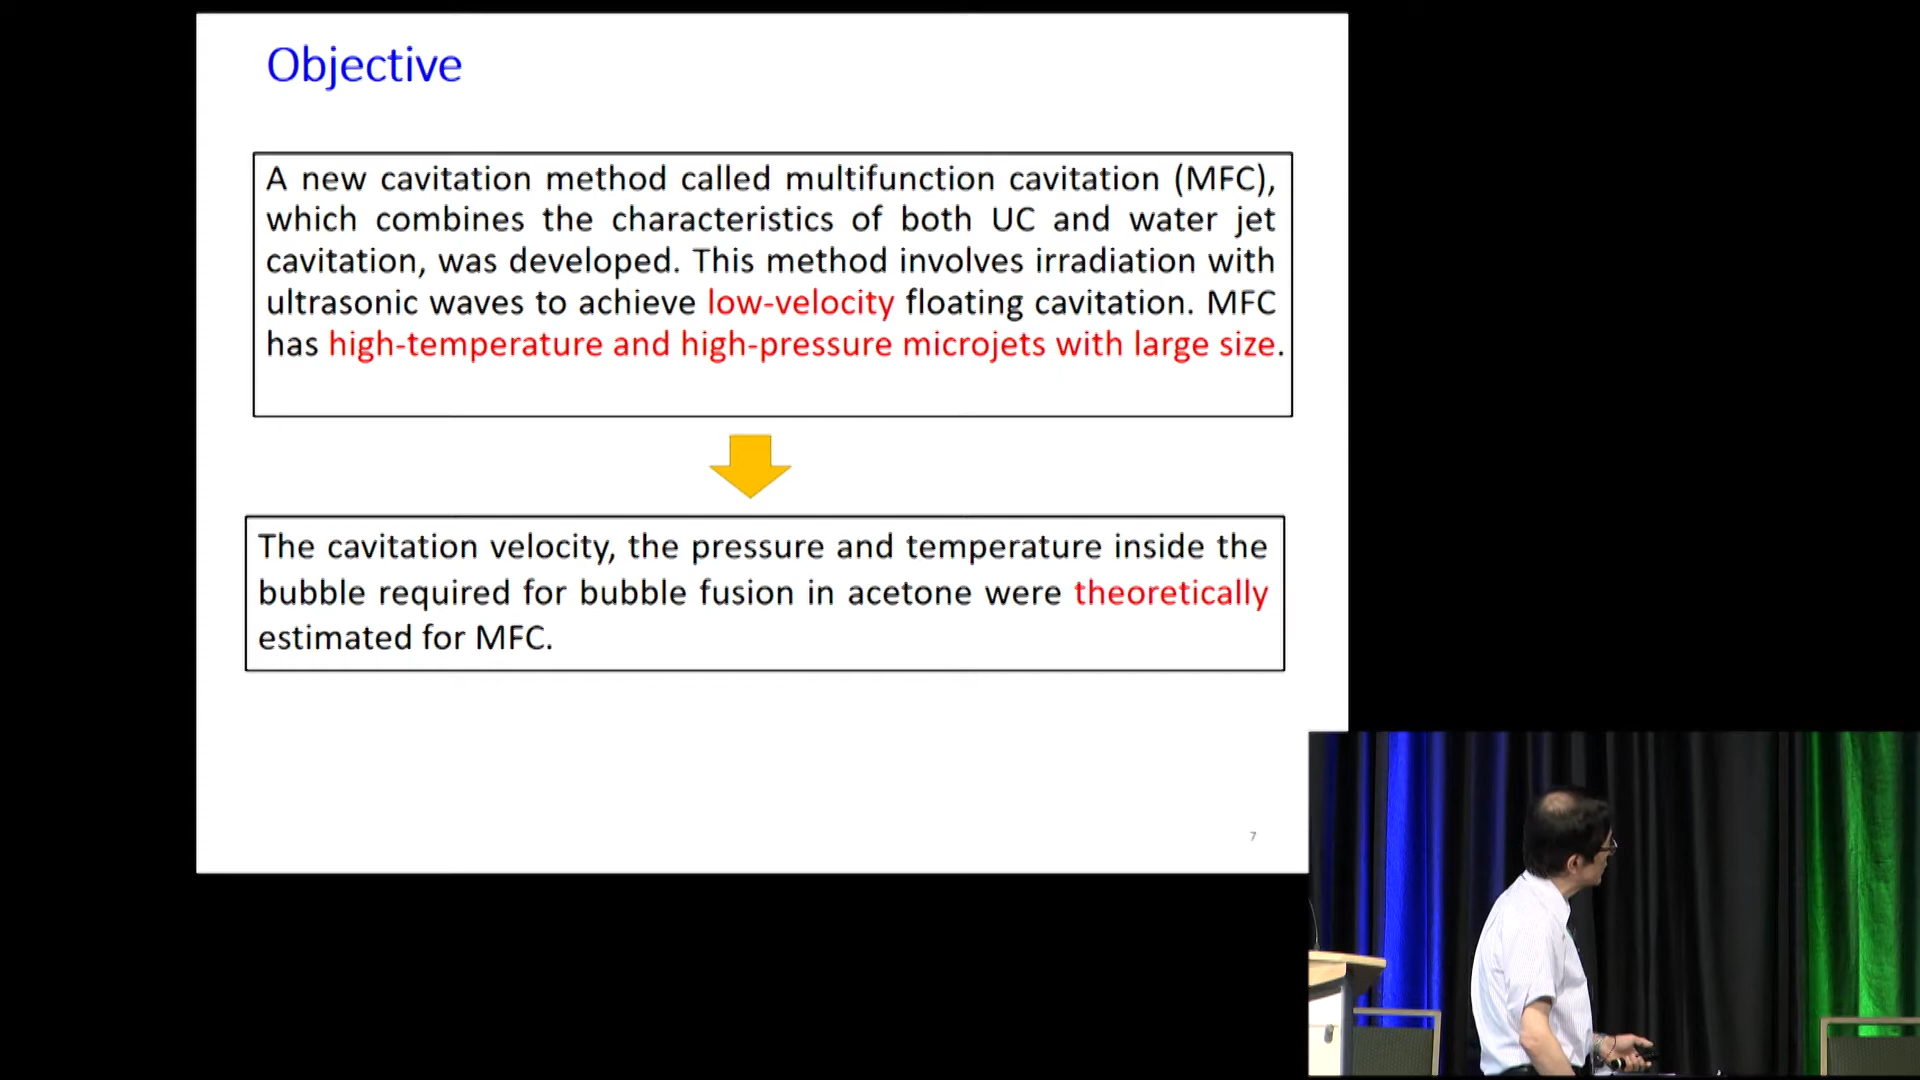 Objective
A new cavitation method called multifunction cavitation (MFC),
which combines the characteristics of both UC and water jet
cavitation, was developed. This method involves irradiation with
ultrasonic waves to achieve low-velocity floating cavitation. MFC
has high-temperature and high-pressure microjets with large size.
The cavitation velocity, the pressure and temperature inside the
bubble required for bubble fusion in acetone were theoretically
estimated for MFC.
7